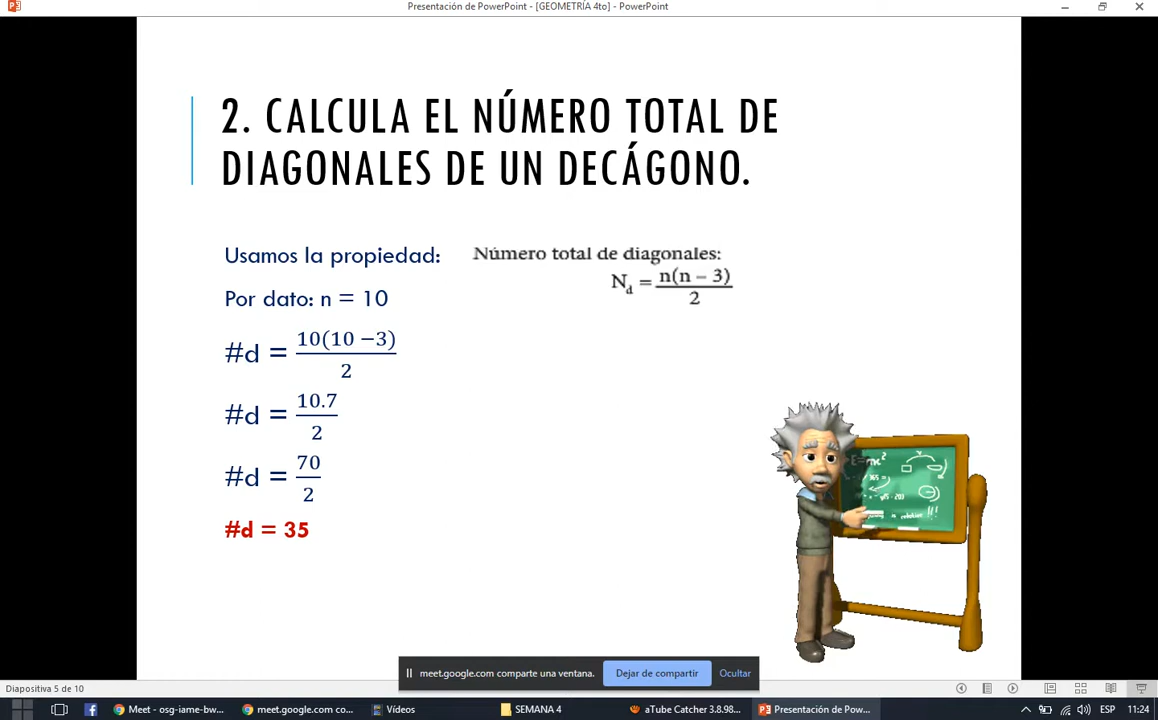 Presentación de PowerPoint - [GEOMETRÍA 4to] - PowerPoint
2. CALCULA EL NÚMERO TOTAL DE
DIAGONALES DE UN DECÁGONO.
Usamos la propiedad:
Número total de diagonales:
N_d = n(n – 3)/2
Por dato: n = 10
#d = 10(10 −3)/2
#d = 10.7/2
#d = 70/2
#d = 35
E=mc²
meet.google.com comparte una ventana.
Dejar de compartir
Ocultar
Diapositiva 5 de 10
Meet - osg-iame-bw...
meet.google.com co...
Vídeos
SEMANA 4
aTube Catcher 3.8.98...
Presentación de Pow...
ESP
11:24